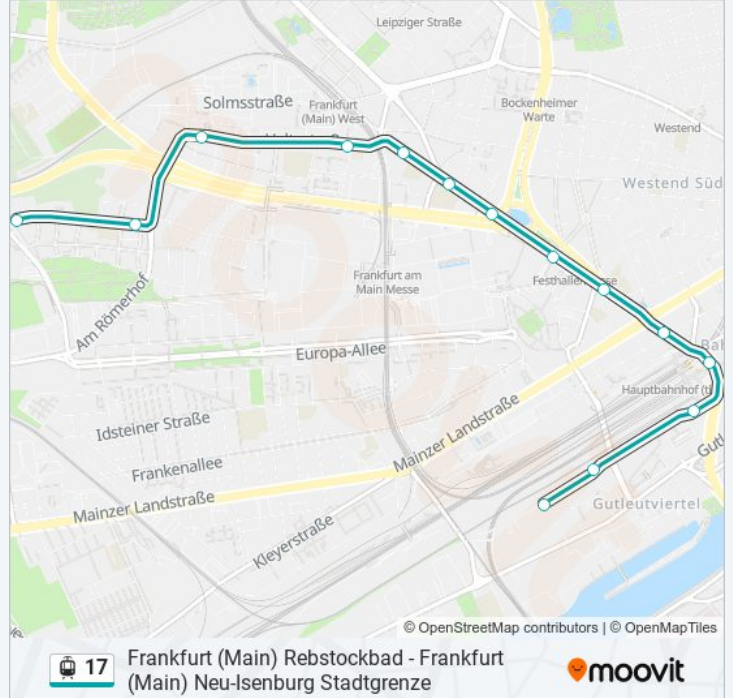 Leipziger Straße
Solmsstraße
Frankfurt
(Main) West
Bockenheimer
Warte
Westend
Westend Süd
Frankfurt am
Main Messe
Am Römerhof
Europa-Allee
Hauptbahnhof (t
Idsteiner Straße
Mainzer Landstraße
Frankenallee
Mainzer Landstraße
Gutleutviertel
Kleyerstraße
© OpenStreetMap contributors | © OpenMapTiles
17
Frankfurt (Main) Rebstockbad - Frankfurt
(Main) Neu-Isenburg Stadtgrenze
moovit